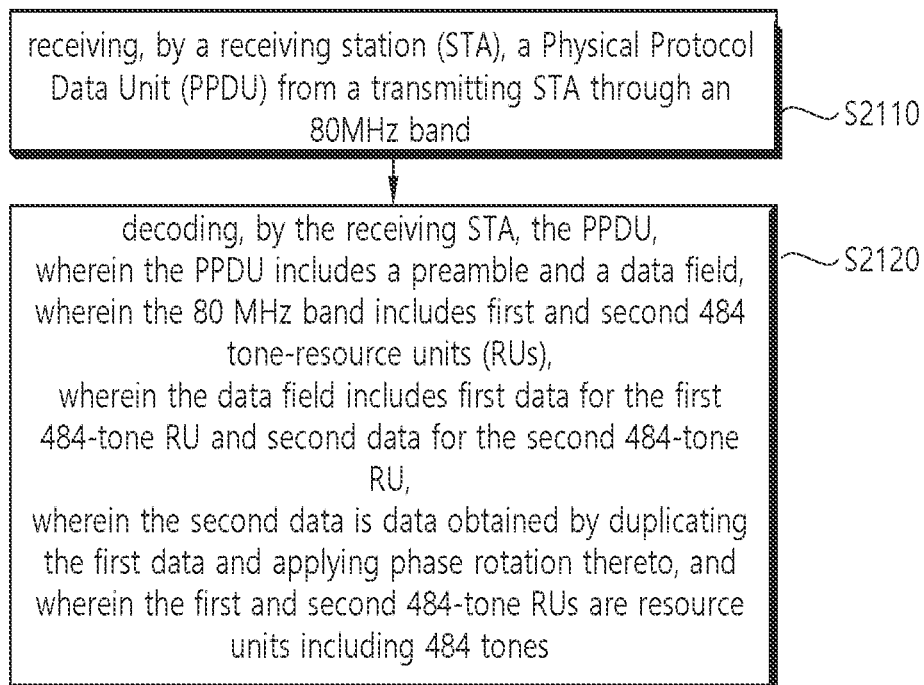 receiving, by a receiving station (STA), a Physical Protocol
Data Unit (PPDU) from a transmitting STA through an
80MHz band
S2110
decoding, by the receiving STA, the PPDU,
wherein the PPDU includes a preamble and a data field,
wherein the 80 MHz band includes first and second 484
tone-resource units (RUs),
wherein the data field includes first data for the first
484-tone RU and second data for the second 484-tone
RU,
wherein the second data is data obtained by duplicating
the first data and applying phase rotation thereto, and
wherein the first and second 484-tone RUs are resource
units including 484 tones
S2120